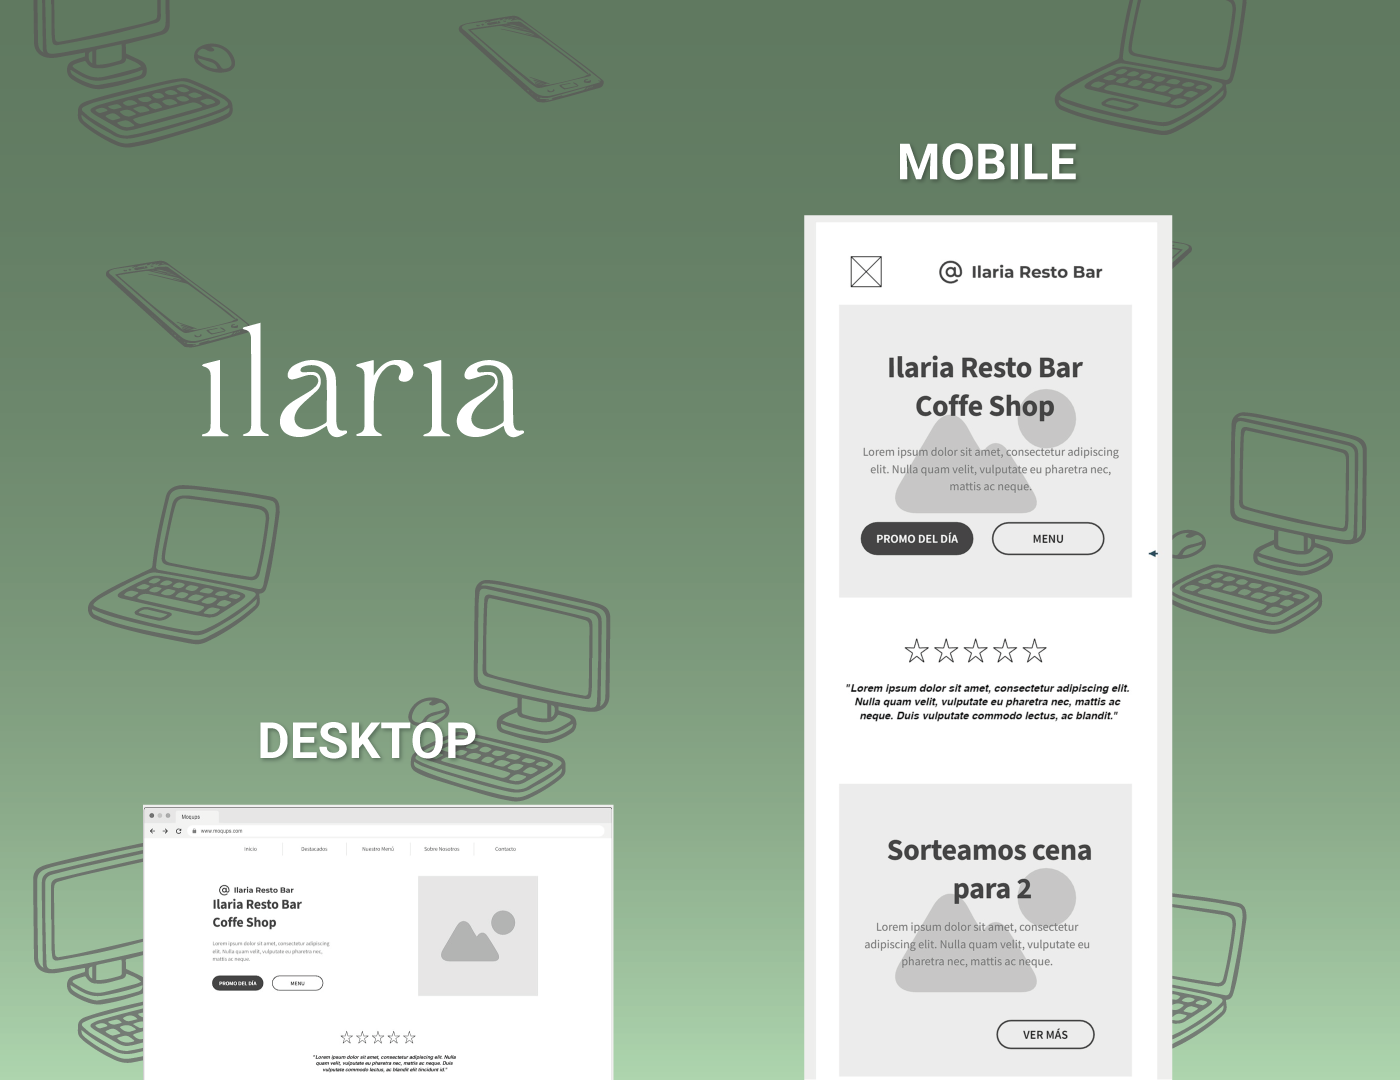 ilaria
DESKTOP
Moqups
www.moqups.com
Inicio
Destacados
Nuestro Menú
Sobre Nosotros
Contacto
@ Ilaria Resto Bar
Ilaria Resto Bar
Coffe Shop
Lorem ipsum dolor sit amet, consectetur adipiscing
elit. Nulla quam velit, vulputate eu pharetra nec,
mattis ac neque.
PROMO DEL DÍA
MENU
"Lorem ipsum dolor sit amet, consectetur adipiscing elit. Nulla
quam velit, vulputate eu pharetra nec, mattis ac neque. Duis
vulputate commodo lectus, ac blandit elit tincidunt id."
MOBILE
@ Ilaria Resto Bar
Ilaria Resto Bar
Coffe Shop
Lorem ipsum dolor sit amet, consectetur adipiscing
elit. Nulla quam velit, vulputate eu pharetra nec,
mattis ac neque.
PROMO DEL DÍA
MENU
"Lorem ipsum dolor sit amet, consectetur adipiscing elit.
Nulla quam velit, vulputate eu pharetra nec, mattis ac
neque. Duis vulputate commodo lectus, ac blandit."
Sorteamos cena
para 2
Lorem ipsum dolor sit amet, consectetur
adipiscing elit. Nulla quam velit, vulputate eu
pharetra nec, mattis ac neque.
VER MÁS